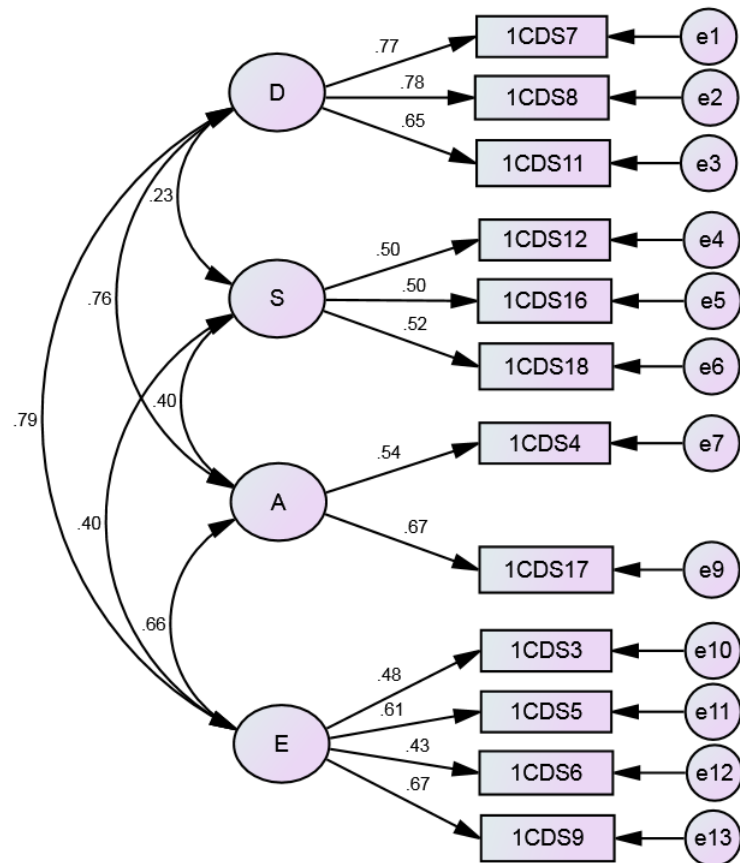 .77 1CDS7 e1
D .78 1CDS8 e2
.65 1CDS11 e3
.23
.50 1CDS12 e4
S .50 1CDS16 e5
.76
.52 1CDS18 e6
.40
.79
.54 1CDS4 e7
A
.40
.67 1CDS17 e9
.66
.48 1CDS3 e10
.61 1CDS5 e11
E
.43 1CDS6 e12
.67 1CDS9 e13